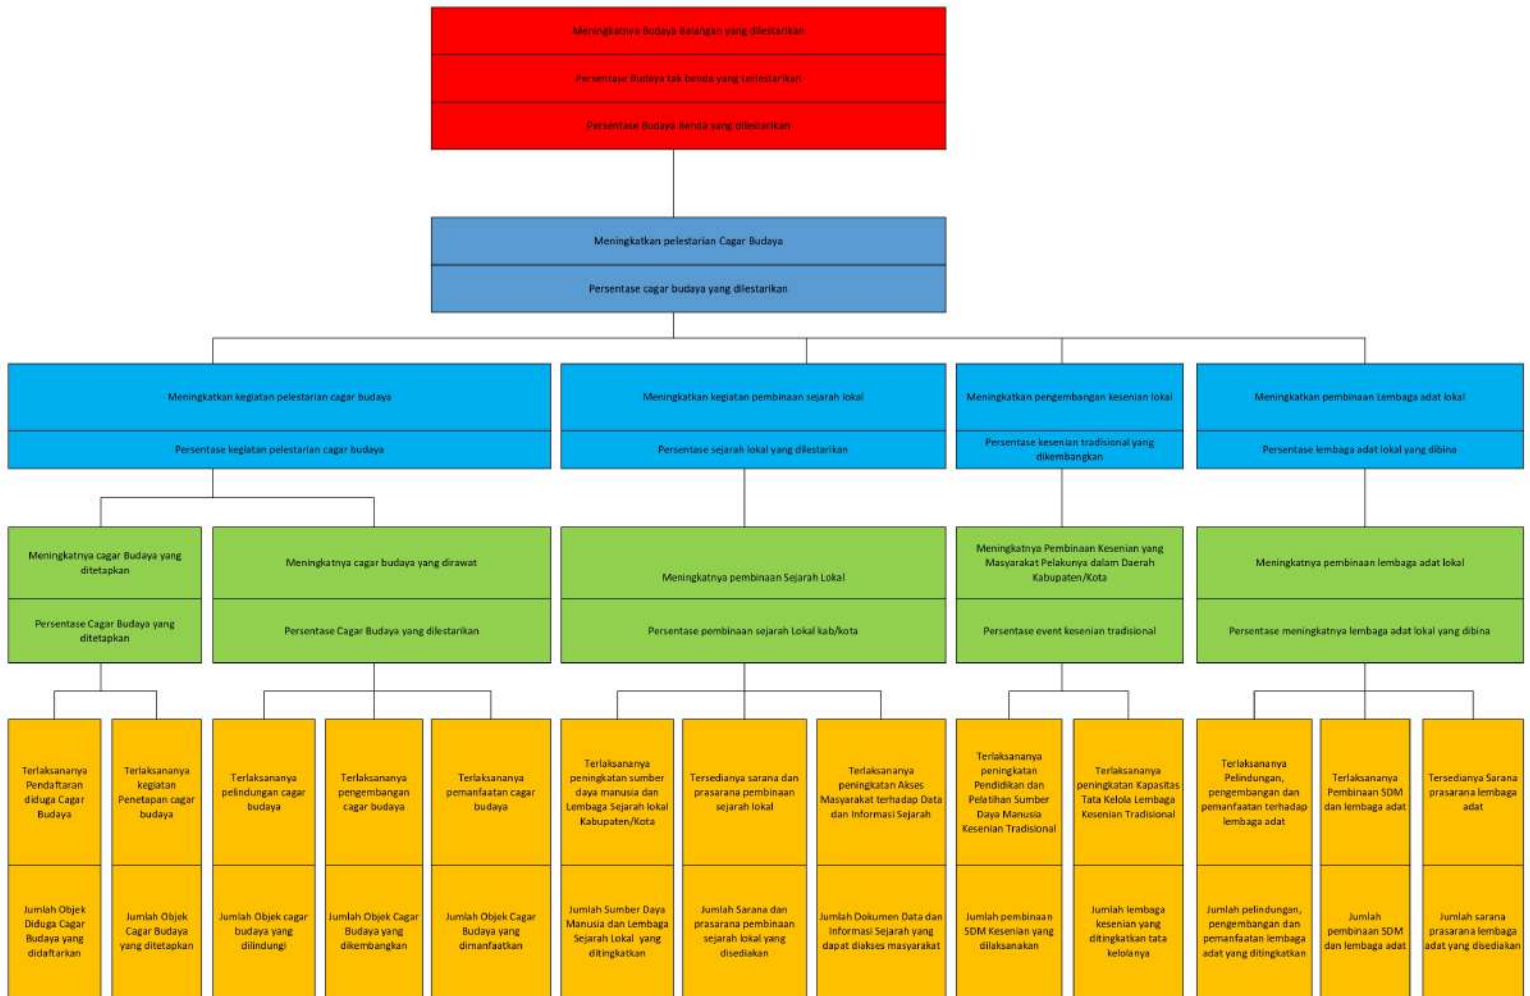 Meningkatnya Budaya Balangan yang dilestarikan
Persentase Budaya tak benda yang terlestarikan
Persentase Budaya Benda yang dilestarikan
Meningkatkan pelestarian Cagar Budaya
Persentase cagar budaya yang dilestarikan
Meningkatkan kegiatan pelestarian cagar budaya
Persentase kegiatan pelestarian cagar budaya
Meningkatkan kegiatan pembinaan sejarah lokal
Persentase sejarah lokal yang dilestarikan
Meningkatkan pengembangan kesenian lokal
Persentase kesenian tradisional yang
dikembangkan
Meningkatkan pembinaan Lembaga adat lokal
Persentase lembaga adat lokal yang dibina
Meningkatnya cagar Budaya yang
ditetapkan
Persentase Cagar Budaya yang
ditetapkan
Meningkatnya cagar budaya yang dirawat
Persentase Cagar Budaya yang dilestarikan
Meningkatnya pembinaan Sejarah Lokal
Persentase pembinaan sejarah Lokal kab/kota
Meningkatnya Pembinaan Kesenian yang
Masyarakat Pelakunya dalam Daerah
Kabupaten/Kota
Persentase event kesenian tradisional
Meningkatnya pembinaan lembaga adat lokal
Persentase meningkatnya lembaga adat lokal yang dibina
Terlaksananya
Pendaftaran
diduga Cagar
Budaya
Jumlah Objek
Diduga Cagar
Budaya yang
didaftarkan
Terlaksananya
kegiatan
Penetapan cagar
budaya
Jumlah Objek
Cagar Budaya
yang ditetapkan
Terlaksananya
pelindungan cagar
budaya
Jumlah Objek cagar
budaya yang
dilindungi
Terlaksananya
pengembangan
cagar budaya
Jumlah Objek Cagar
Budaya yang
dikembangkan
Terlaksananya
pemanfaatan cagar
budaya
Jumlah Objek Cagar
Budaya yang
dimanfaatkan
Terlaksananya
peningkatan sumber
daya manusia dan
Lembaga Sejarah lokal
Kabupaten/Kota
Jumlah Sumber Daya
Manusia dan Lembaga
Sejarah Lokal yang
ditingkatkan
Tersedianya sarana dan
prasarana pembinaan
sejarah lokal
Jumlah Sarana dan
prasarana pembinaan
sejarah lokal yang
disediakan
Terlaksananya
peningkatan Akses
Masyarakat terhadap Data
dan Informasi Sejarah
Jumlah Dokumen Data dan
Informasi Sejarah yang
dapat diakses masyarakat
Terlaksananya
peningkatan
Pendidikan dan
Pelatihan Sumber
Daya Manusia
Kesenian Tradisional
Jumlah pembinaan
SDM Kesenian yang
dilaksanakan
Terlaksananya
peningkatan Kapasitas
Tata Kelola Lembaga
Kesenian Tradisional
Jumlah lembaga
kesenian yang
ditingkatkan tata
kelolanya
Terlaksananya
Pelindungan,
pengembangan dan
pemanfaatan terhadap
lembaga adat
Jumlah pelindungan,
pengembangan dan
pemanfaatan lembaga
adat yang ditingkatkan
Terlaksananya
Pembinaan SDM
dan lembaga adat
Jumlah
pembinaan SDM
dan lembaga adat
Tersedianya Sarana
prasarana lembaga
adat
Jumlah sarana
prasarana lembaga
adat yang disediakan